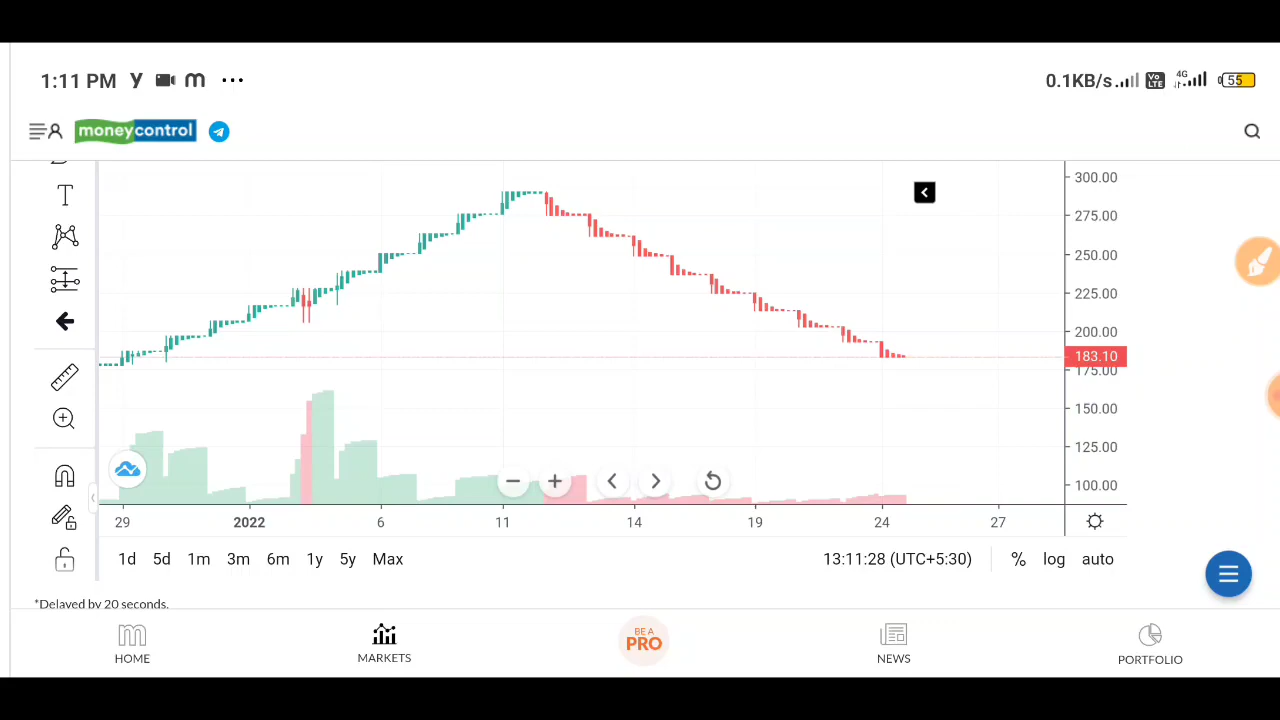 1:11 PM y m ...
0.1KB/s Vo LTE 4G 55
moneycontrol
T
300.00
275.00
250.00
225.00
200.00
183.10
175.00
150.00
125.00
100.00
29 2022 6 11 14 19 24 27
1d 5d 1m 3m 6m 1y 5y Max
13:11:28 (UTC+5:30) % log auto
*Delayed by 20 seconds.
BE A
PRO
HOME MARKETS NEWS PORTFOLIO